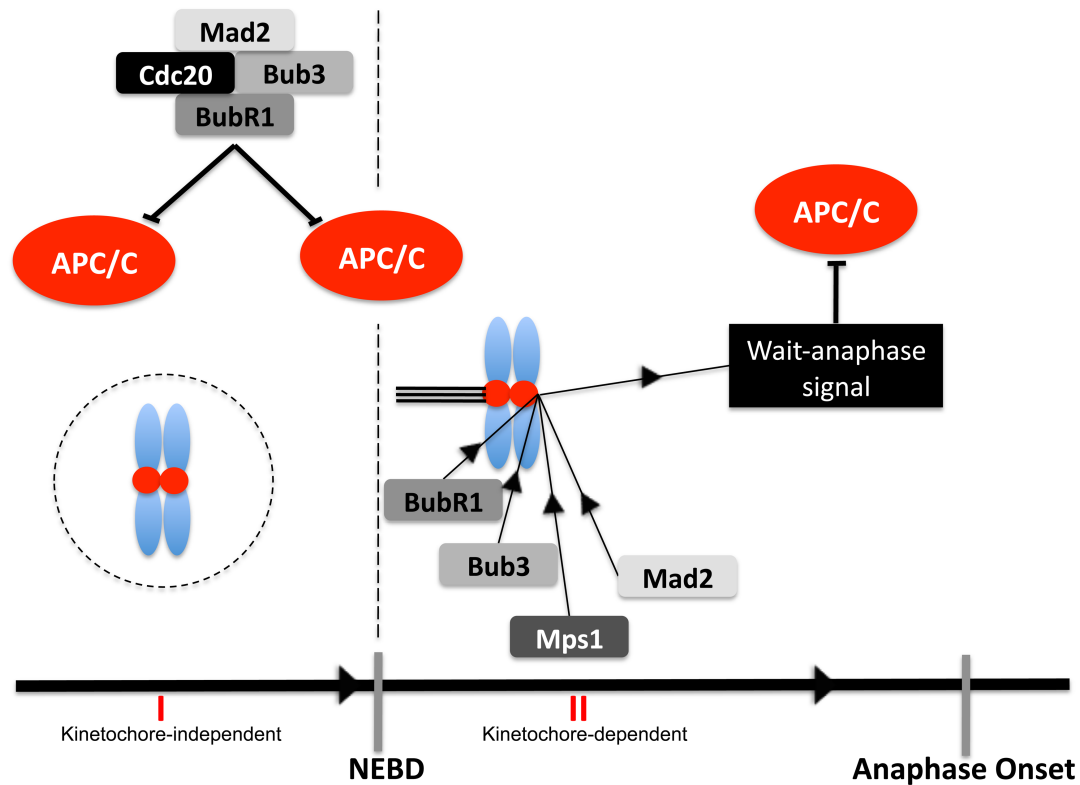 Mad2
Cdc20
Bub3
BubR1
APC/C
APC/C
APC/C
Wait-anaphase
signal
BubR1
Bub3
Mad2
Mps1
I
II
Kinetochore-independent
Kinetochore-dependent
NEBD
Anaphase Onset